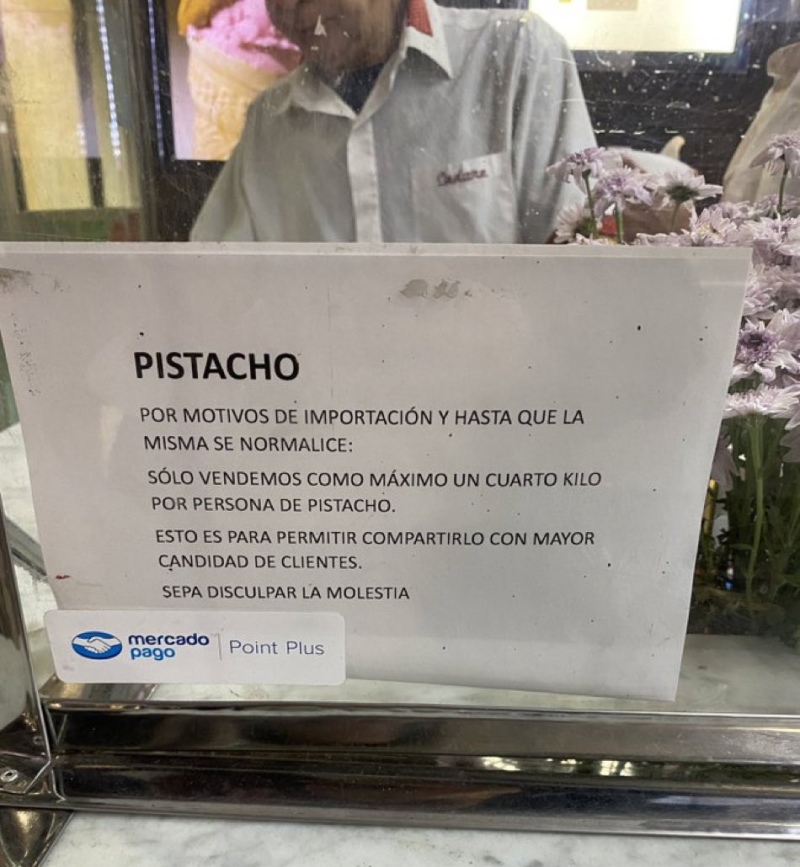 PISTACHO
POR MOTIVOS DE IMPORTACIÓN Y HASTA QUE LA
MISMA SE NORMALICE:
SÓLO VENDEMOS COMO MÁXIMO UN CUARTO KILO
POR PERSONA DE PISTACHO.
ESTO ES PARA PERMITIR COMPARTIRLO CON MAYOR
CANDIDAD DE CLIENTES.
SEPA DISCULPAR LA MOLESTIA
mercado
pago
Point Plus